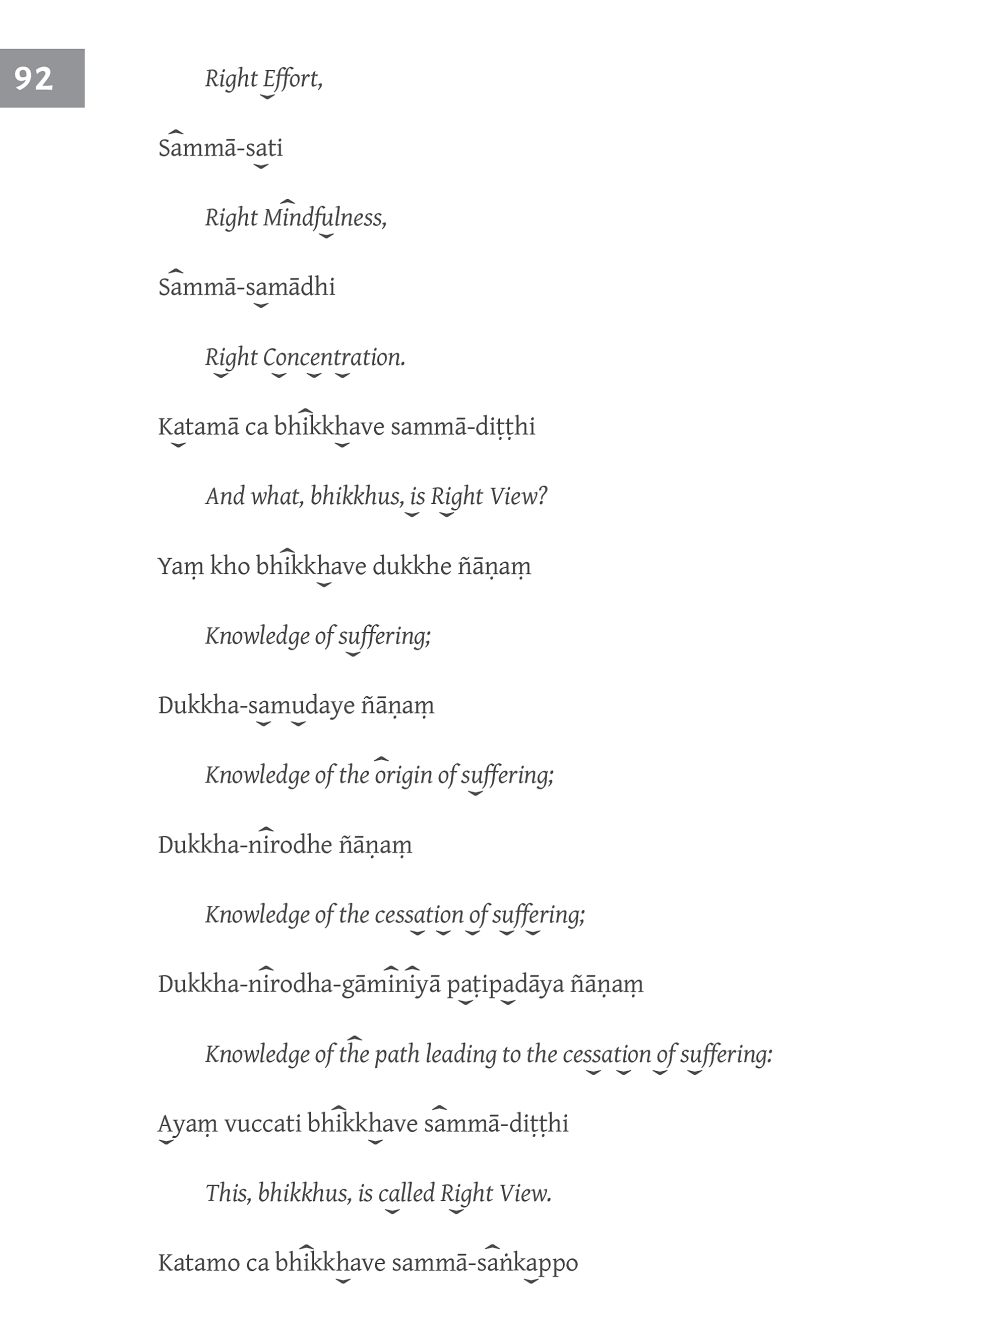 92
Right Effort,
Sammā-sati
Right Mindfulness,
Sammā-samādhi
Right Concentration.
Katamā ca bhikkhave sammā-diṭṭhi
And what, bhikkhus, is Right View?
Yaṃ kho bhikkhave dukkhe ñāṇaṃ
Knowledge of suffering;
Dukkha-samudaye ñāṇaṃ
Knowledge of the origin of suffering;
Dukkha-nirodhe ñāṇaṃ
Knowledge of the cessation of suffering;
Dukkha-nirodha-gāminiyā paṭipadāya ñāṇaṃ
Knowledge of the path leading to the cessation of suffering:
Ayaṃ vuccati bhikkhave sammā-diṭṭhi
This, bhikkhus, is called Right View.
Katamo ca bhikkhave sammā-saṅkappo